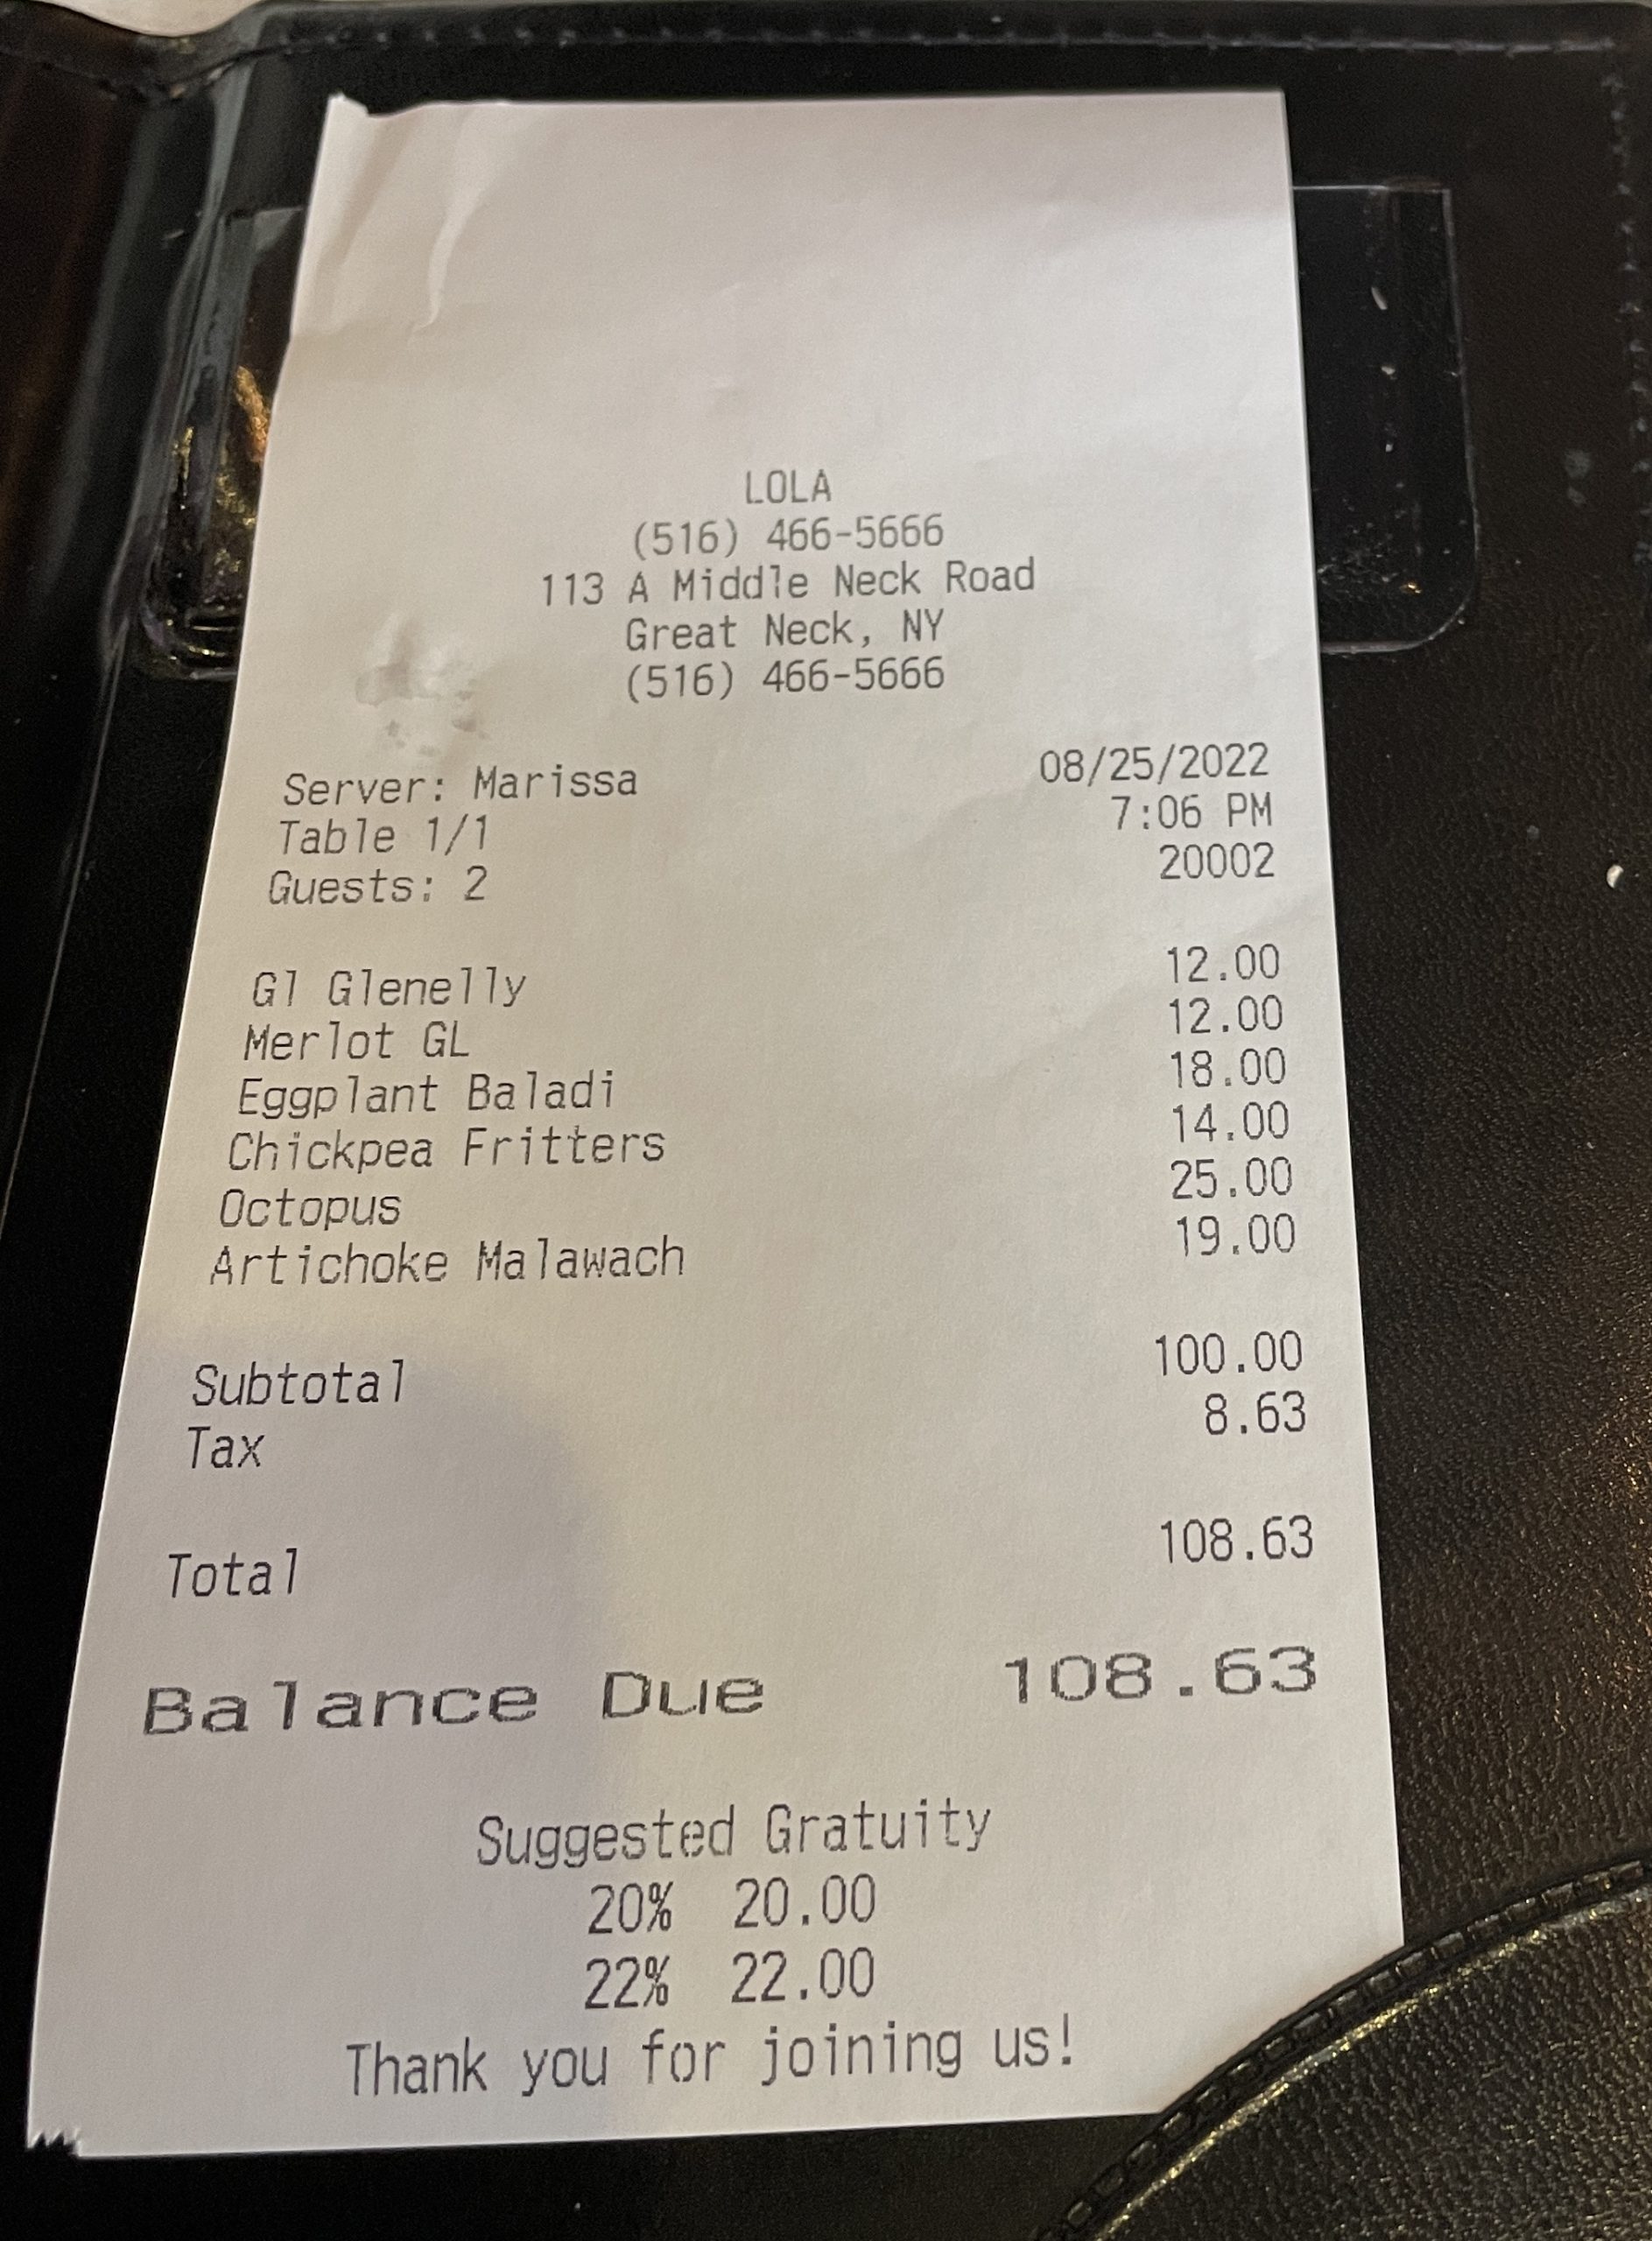 LOLA
(516) 466-5666
113 A Middle Neck Road
Great Neck, NY
(516) 466-5666
Server: Marissa 08/25/2022
Table 1/1 7:06 PM
Guests: 2 20002
Gl Glenelly 12.00
Merlot GL 12.00
Eggplant Baladi 18.00
Chickpea Fritters 14.00
Octopus 25.00
Artichoke Malawach 19.00
Subtotal 100.00
Tax 8.63
Total 108.63
Balance Due 108.63
Suggested Gratuity
20% 20.00
22% 22.00
Thank you for joining us!